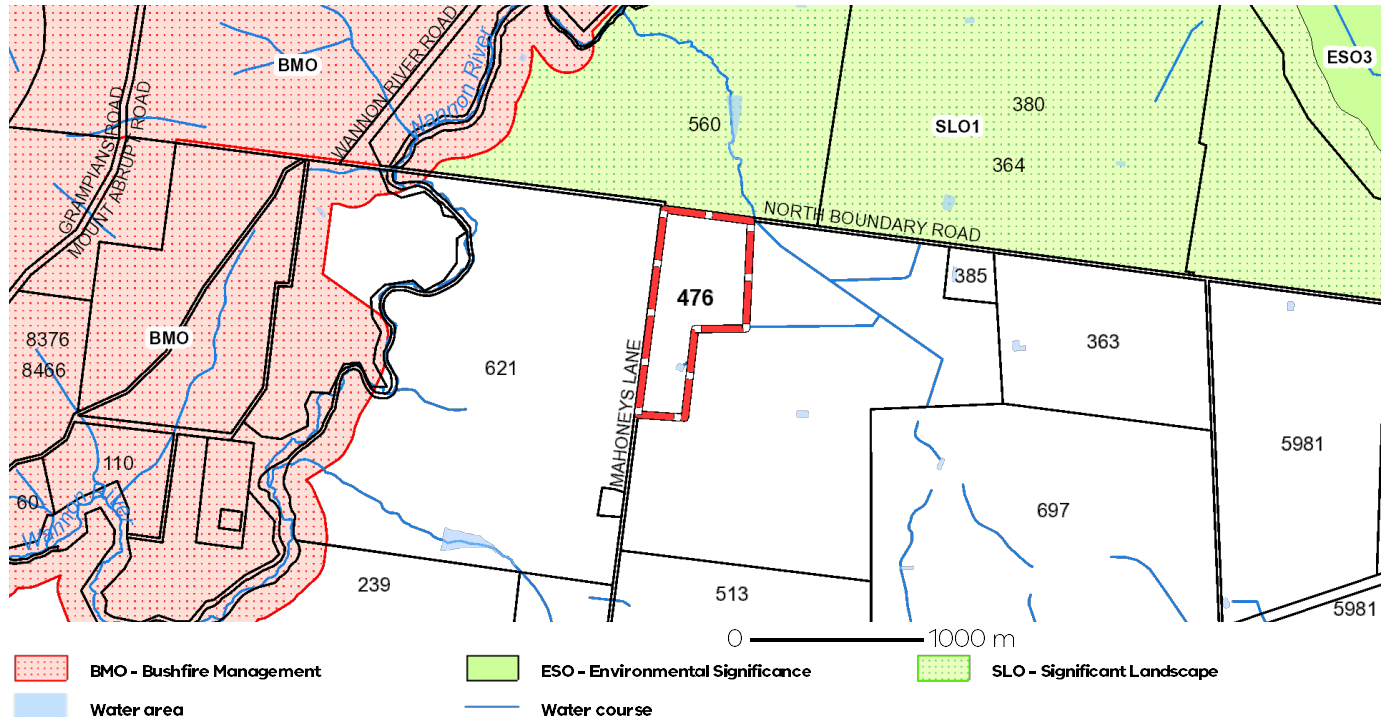 BMO
WANNON RIVER ROAD
Wannon River
ESO3
380
SLO1
560
364
GRAMPIANS ROAD
MOUNT ABRUPT ROAD
NORTH BOUNDARY ROAD
385
476
8376
8466
BMO
621
363
MAHONEYS LANE
5981
110
60
Wannon River
697
239
513
5981
0 1000 m
BMO - Bushfire Management
ESO - Environmental Significance
SLO - Significant Landscape
Water area
Water course